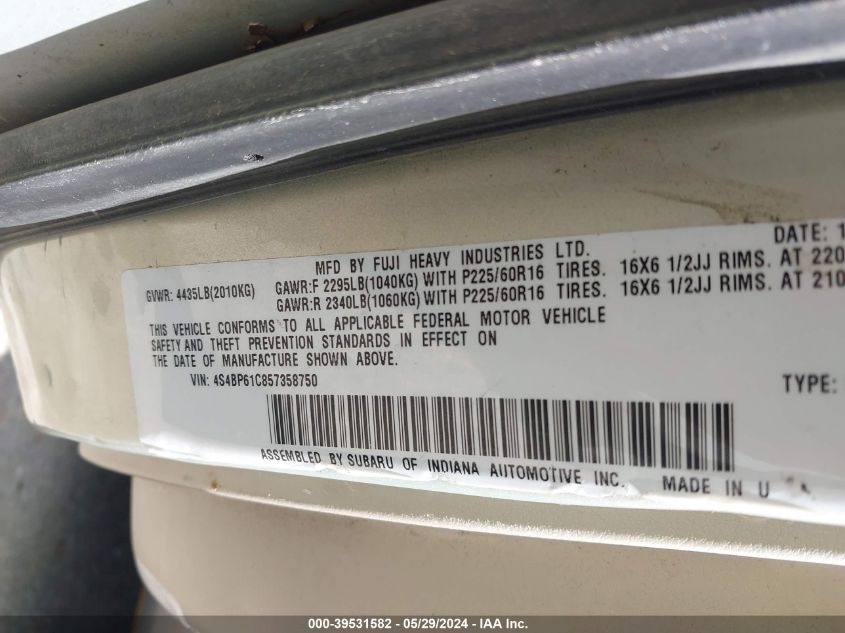 MFD BY FUJI HEAVY INDUSTRIES LTD. DATE: 1
GVWR: 4435LB(2010KG) GAWR:F 2295LB(1040KG) WITH P225/60R16 TIRES. 16X6 1/2JJ RIMS. AT 220
GAWR:R 2340LB(1060KG) WITH P225/60R16 TIRES. 16X6 1/2JJ RIMS. AT 210
THIS VEHICLE CONFORMS TO ALL APPLICABLE FEDERAL MOTOR VEHICLE
SAFETY AND THEFT PREVENTION STANDARDS IN EFFECT ON
THE DATE OF MANUFACTURE SHOWN ABOVE.
VIN: 4S4BP61C857358750 TYPE:
ASSEMBLED BY SUBARU OF INDIANA AUTOMOTIVE INC. MADE IN U
000-39531582 - 05/29/2024 - IAA Inc.